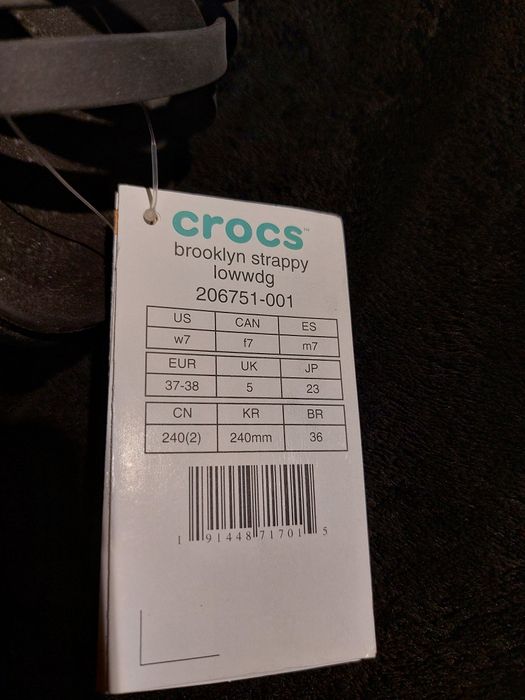 crocs™
brooklyn strappy
lowwdg
206751-001
US CAN ES
w7 f7 m7
EUR UK JP
37-38 5 23
CN KR BR
240(2) 240mm 36
1 91448 71701 5